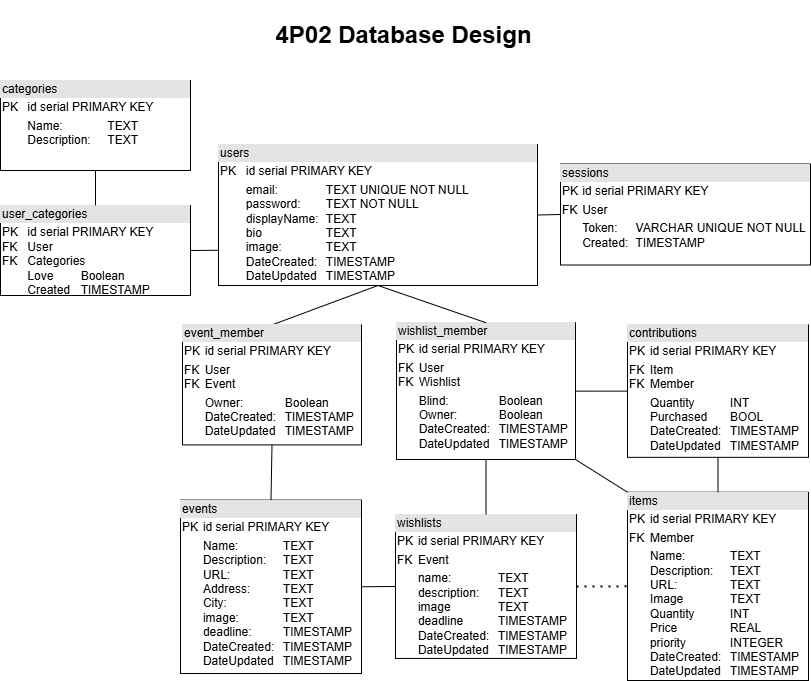 4P02 Database Design
categories
PK id serial PRIMARY KEY
Name: TEXT
Description: TEXT
user_categories
PK id serial PRIMARY KEY
FK User
FK Categories
Love Boolean
Created TIMESTAMP
users
PK id serial PRIMARY KEY
email: TEXT UNIQUE NOT NULL
password: TEXT NOT NULL
displayName: TEXT
bio TEXT
image: TEXT
DateCreated: TIMESTAMP
DateUpdated TIMESTAMP
sessions
PK id serial PRIMARY KEY
FK User
Token: VARCHAR UNIQUE NOT NULL
Created: TIMESTAMP
event_member
PK id serial PRIMARY KEY
FK User
FK Event
Owner: Boolean
DateCreated: TIMESTAMP
DateUpdated TIMESTAMP
wishlist_member
PK id serial PRIMARY KEY
FK User
FK Wishlist
Blind: Boolean
Owner: Boolean
DateCreated: TIMESTAMP
DateUpdated TIMESTAMP
contributions
PK id serial PRIMARY KEY
FK Item
FK Member
Quantity INT
Purchased BOOL
DateCreated: TIMESTAMP
DateUpdated TIMESTAMP
events
PK id serial PRIMARY KEY
Name: TEXT
Description: TEXT
URL: TEXT
Address: TEXT
City: TEXT
image: TEXT
deadline: TIMESTAMP
DateCreated: TIMESTAMP
DateUpdated TIMESTAMP
wishlists
PK id serial PRIMARY KEY
FK Event
name: TEXT
description: TEXT
image TEXT
deadline TIMESTAMP
DateCreated: TIMESTAMP
DateUpdated TIMESTAMP
items
PK id serial PRIMARY KEY
FK Member
Name: TEXT
Description: TEXT
URL: TEXT
Image TEXT
Quantity INT
Price REAL
priority INTEGER
DateCreated: TIMESTAMP
DateUpdated TIMESTAMP